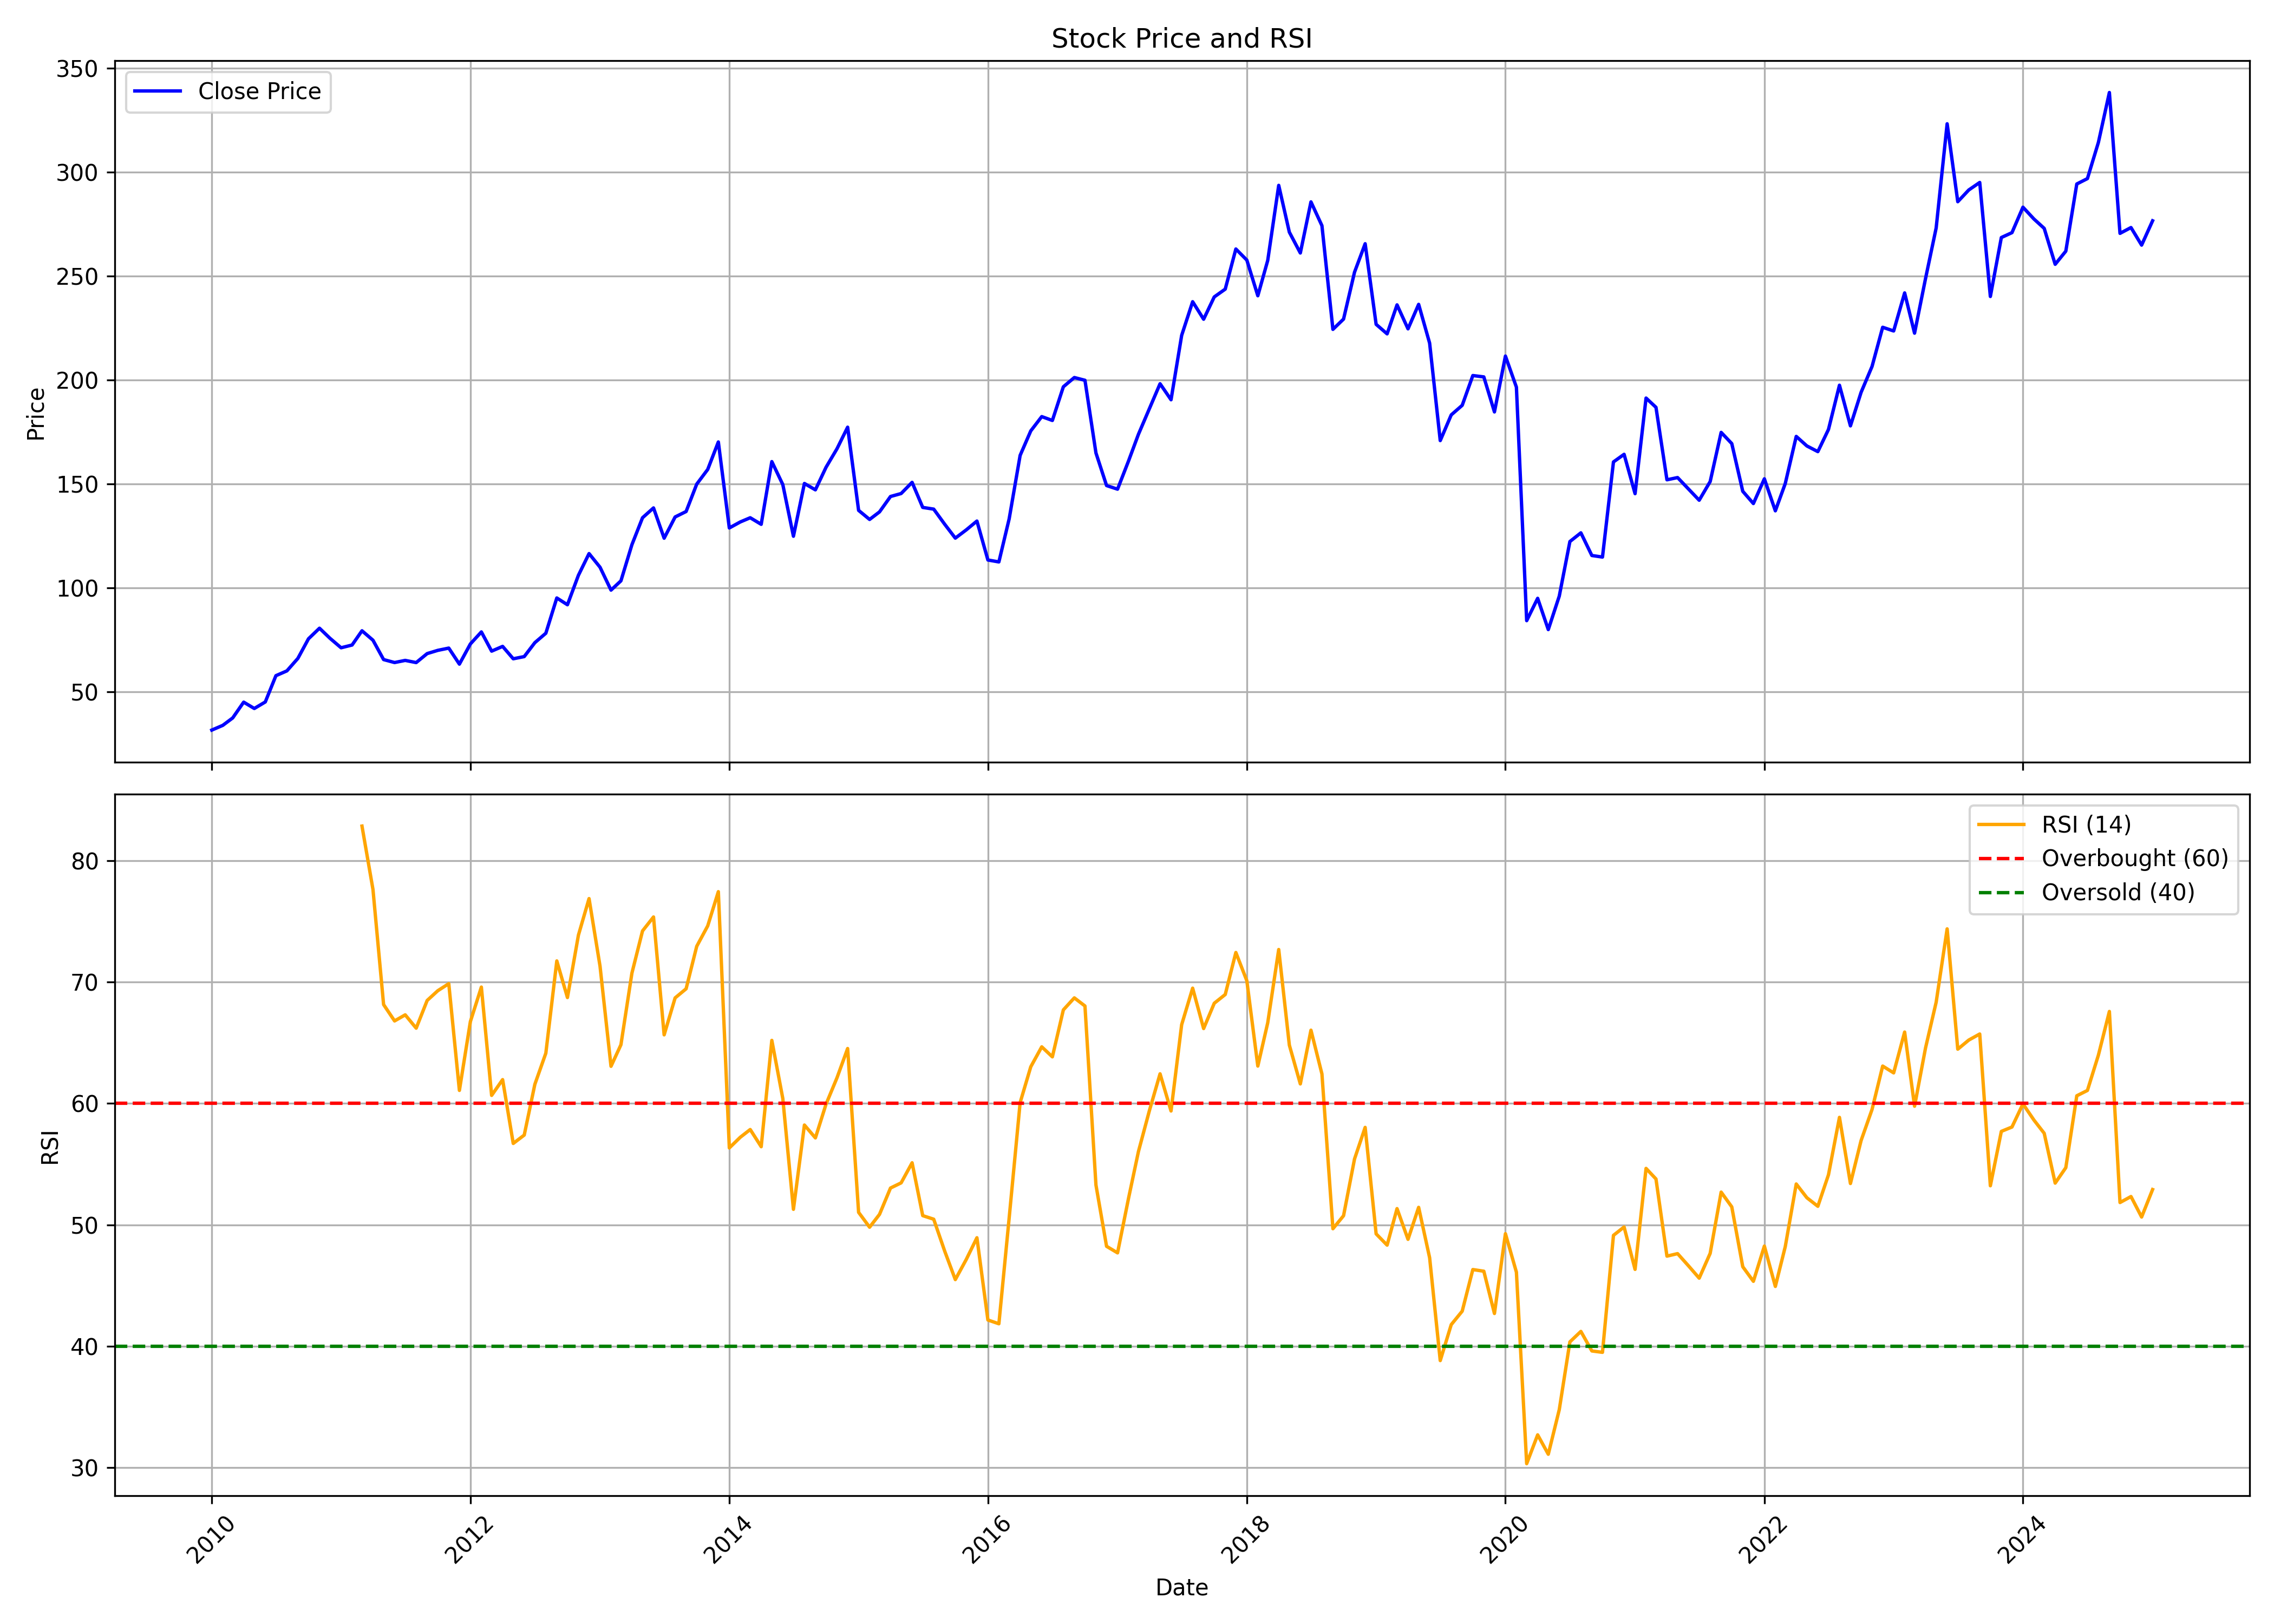 Stock Price and RSI
Close Price
350
300
250
200
150
100
50
Price
RSI (14)
Overbought (60)
Oversold (40)
80
70
60
50
40
30
RSI
2010
2012
2014
2016
2018
2020
2022
2024
Date